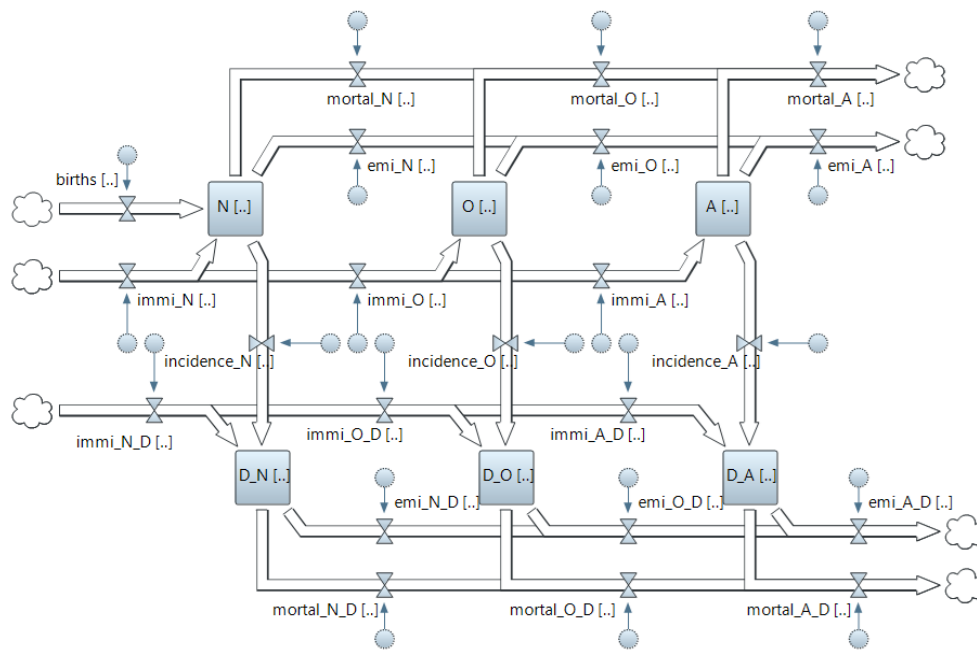 mortal_N [..]
mortal_O [..]
mortal_A [..]
emi_N [..]
emi_O [..]
emi_A [..]
births [..]
N [..]
O [..]
A [..]
immi_N [..]
immi_O [..]
immi_A [..]
incidence_N [..]
incidence_O [..]
incidence_A [..]
immi_N_D [..]
immi_O_D [..]
immi_A_D [..]
D_N [..]
D_O [..]
D_A [..]
emi_N_D [..]
emi_O_D [..]
emi_A_D [..]
mortal_N_D [..]
mortal_O_D [..]
mortal_A_D [..]